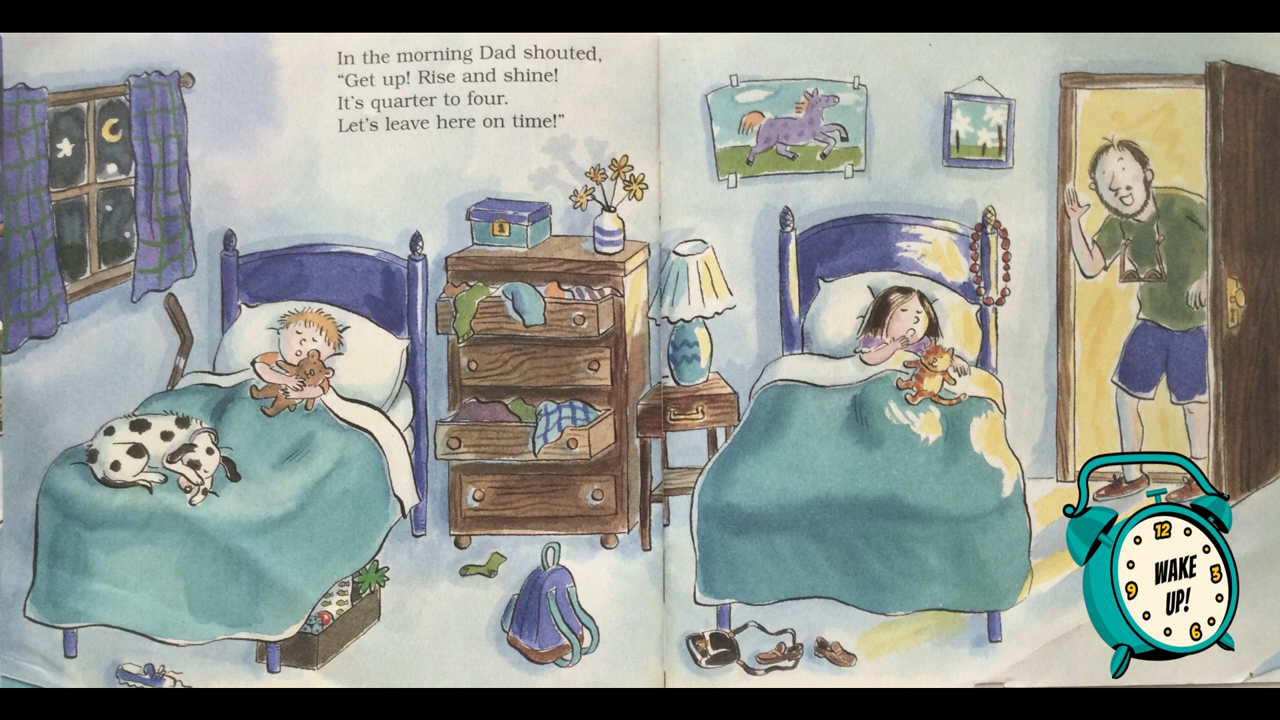 In the morning Dad shouted,
“Get up! Rise and shine!
It’s quarter to four.
Let’s leave here on time!”
12
WAKE
9
3
UP!
6